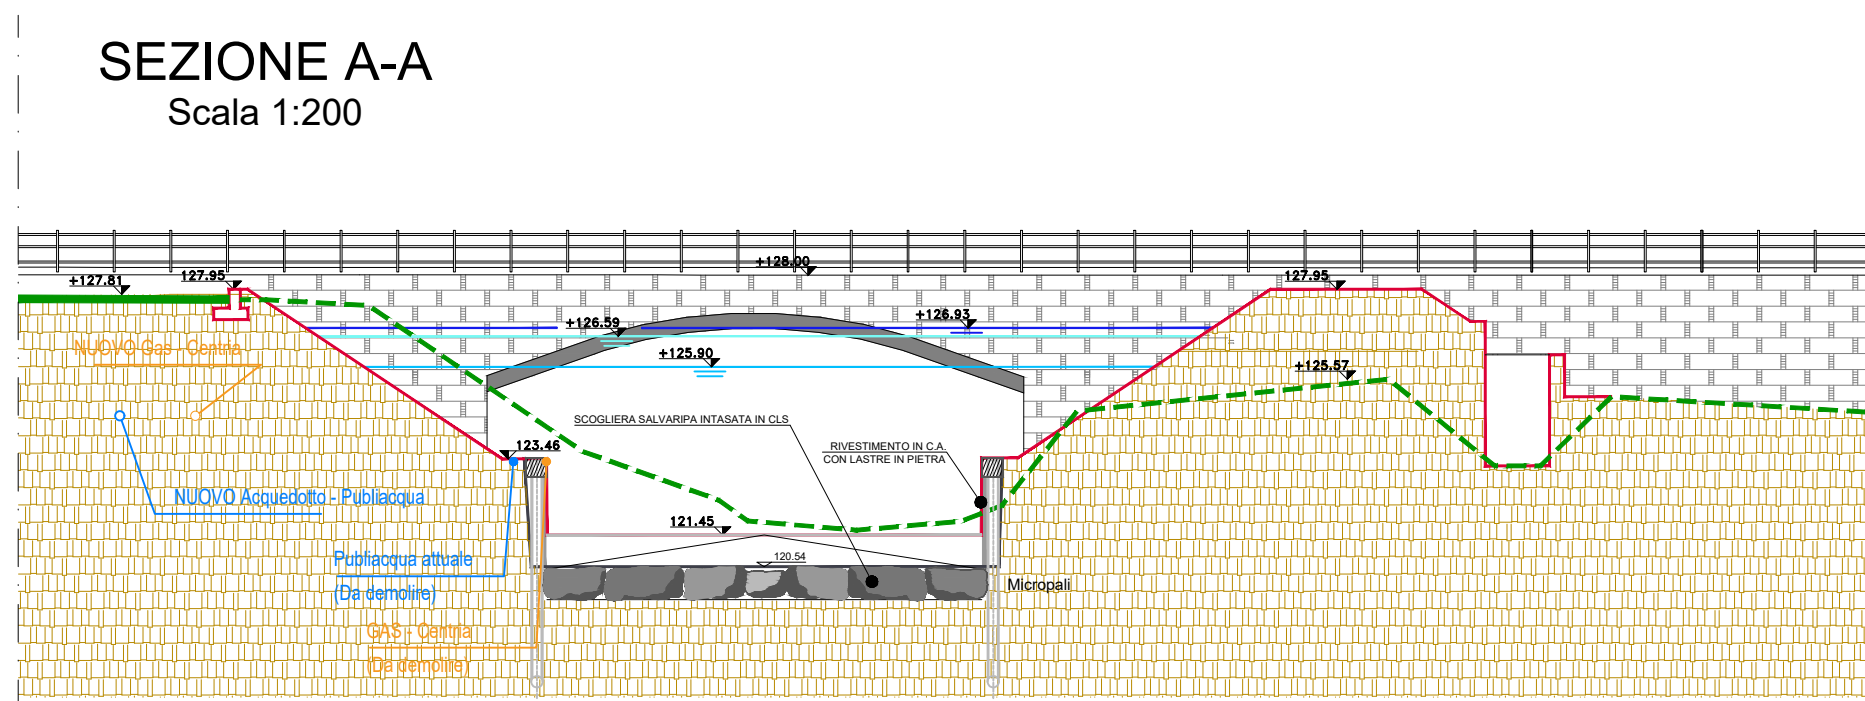 SEZIONE A-A
Scala 1:200
+128.00
+127.81
127.95
127.95
+126.59
+126.93
NUOVO Gas - Centria
+125.90
+125.57
SCOGLIERA SALVARIPA INTASATA IN CLS
123.46
RIVESTIMENTO IN C.A.
CON LASTRE IN PIETRA
NUOVO Acquedotto - Publiacqua
121.45
Publiacqua attuale
(Da demolire)
120.54
Micropali
GAS - Centria
(Da demolire)